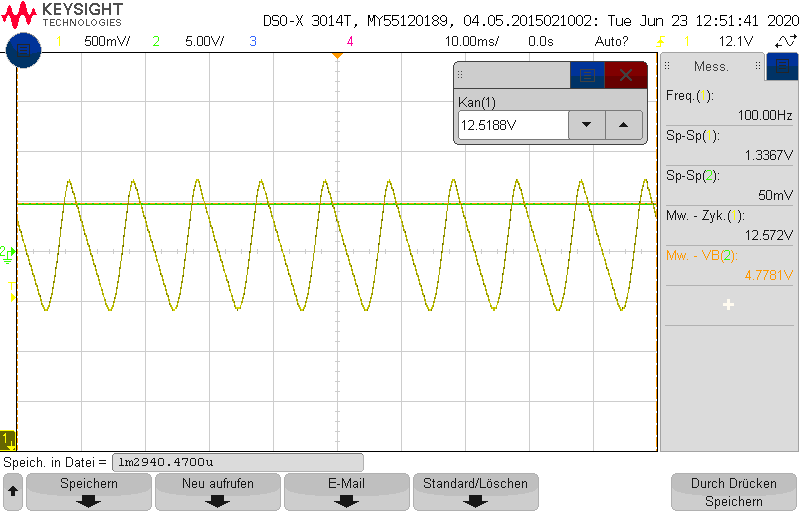 KEYSIGHT
TECHNOLOGIES
DSO-X 3014T, MY55120189, 04.05.2015021002: Tue Jun 23 12:51:41 2020
1 500mV/ 2 5.00V/ 3 4 10.00ms/ 0.0s Auto? 1 12.1V
Mess.
Kan(1)
12.5188V
Freq.( ):
100.00Hz
Sp-Sp( ):
1.3367V
Sp-Sp(2):
50mV
Mw. - Zyk.(1):
12.572V
Mw. - VB(2):
4.7781V
2
T
1
Speich. in Datei = lm2940.4700u
Speichern
Neu aufrufen
E-Mail
Standard/Löschen
Durch Drücken
Speichern